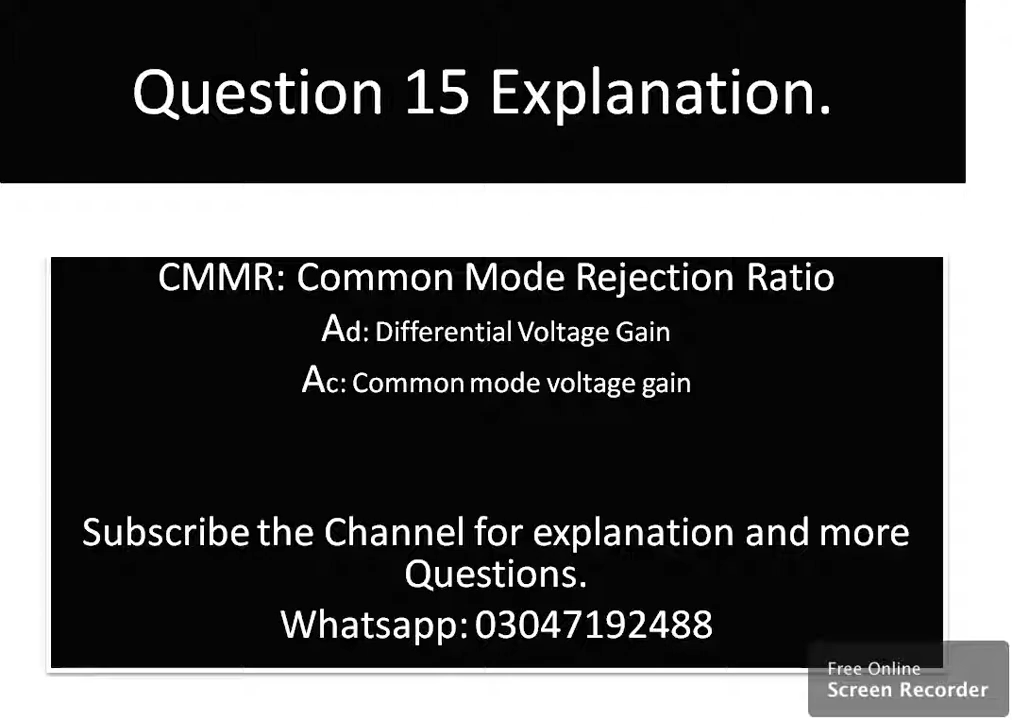 Question 15 Explanation.
CMMR: Common Mode Rejection Ratio
Ad: Differential Voltage Gain
Ac: Common mode voltage gain
Subscribe the Channel for explanation and more
Questions.
Whatsapp: 03047192488
Free Online
Screen Recorder